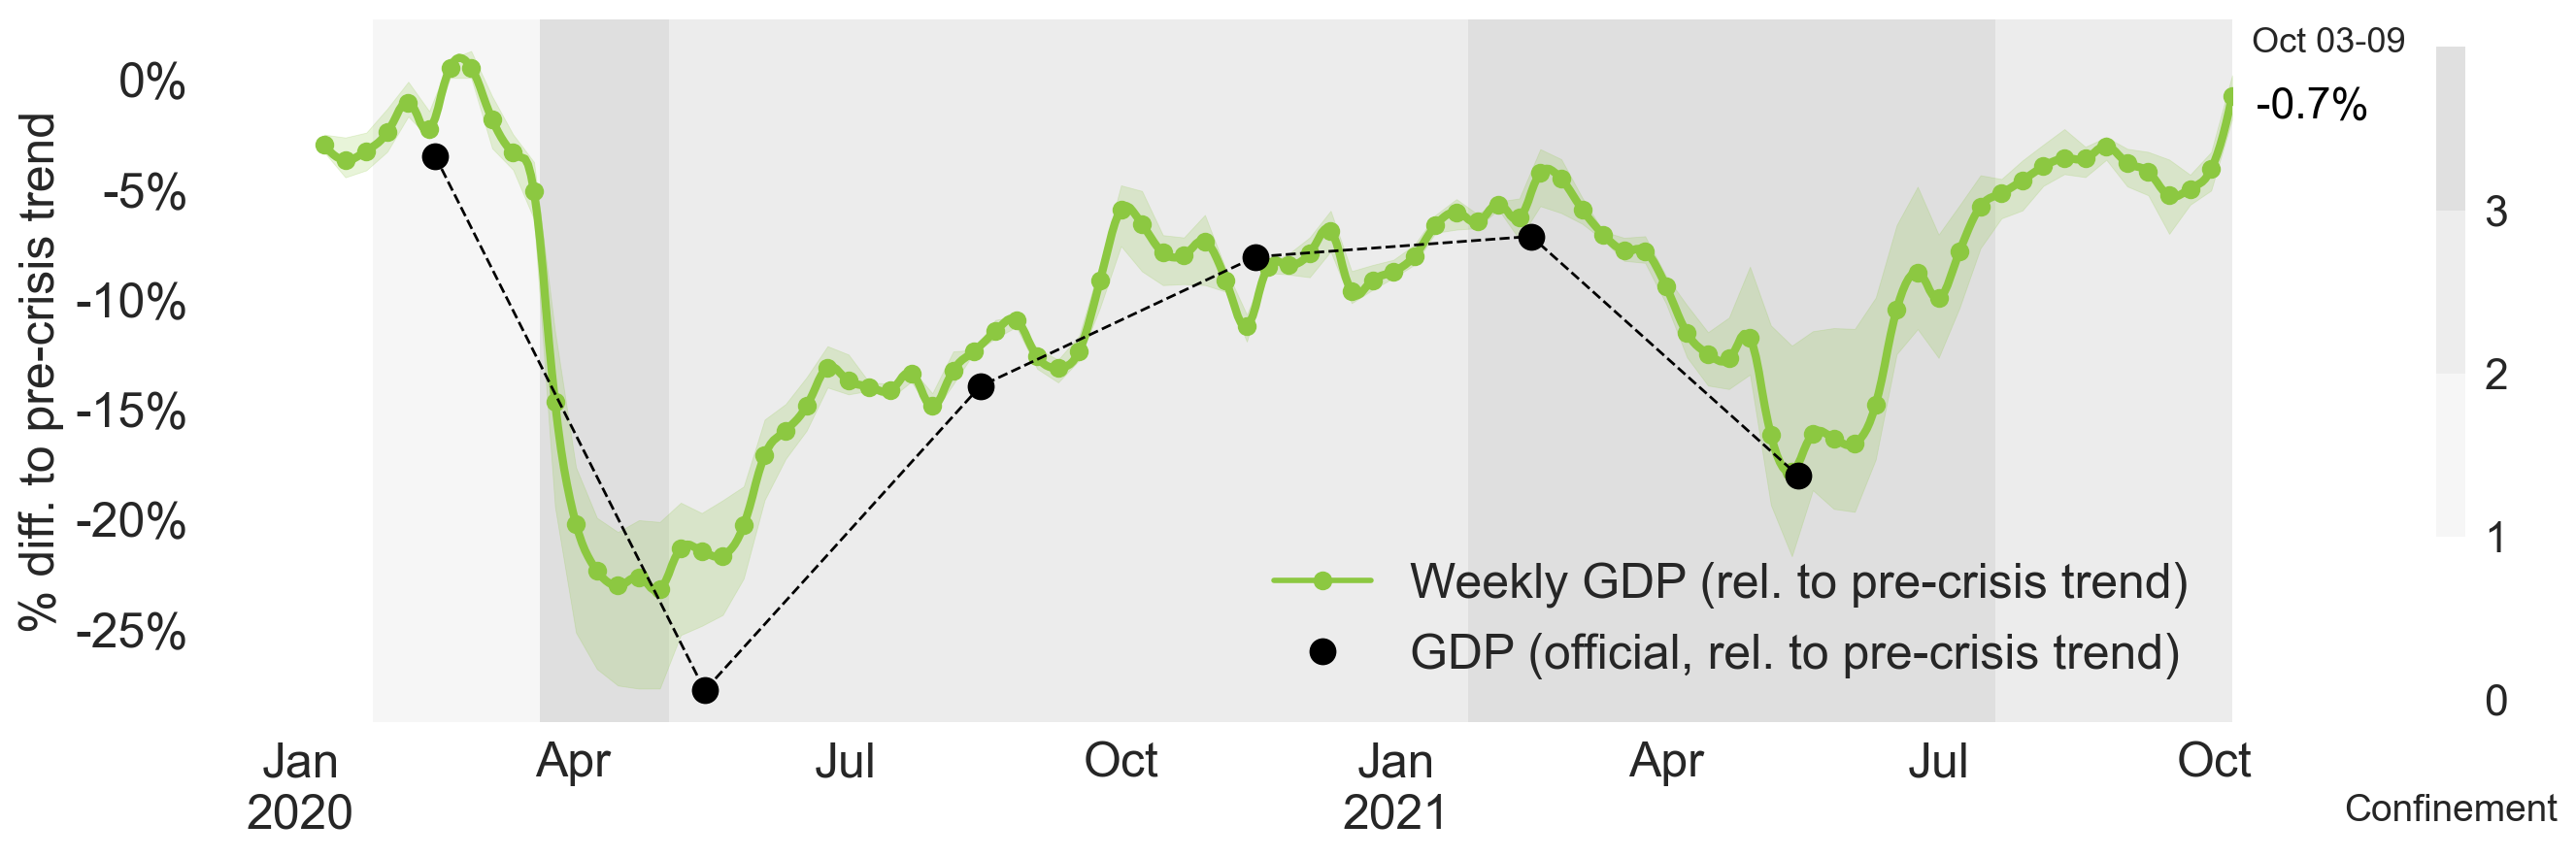 Oct 03-09
-0.7%
0%
-5%
-10%
-15%
-20%
-25%
% diff. to pre-crisis trend
Weekly GDP (rel. to pre-crisis trend)
GDP (official, rel. to pre-crisis trend)
3
2
1
0
Jan Apr Jul Oct Jan Apr Jul Oct
2020 2021
Confinement